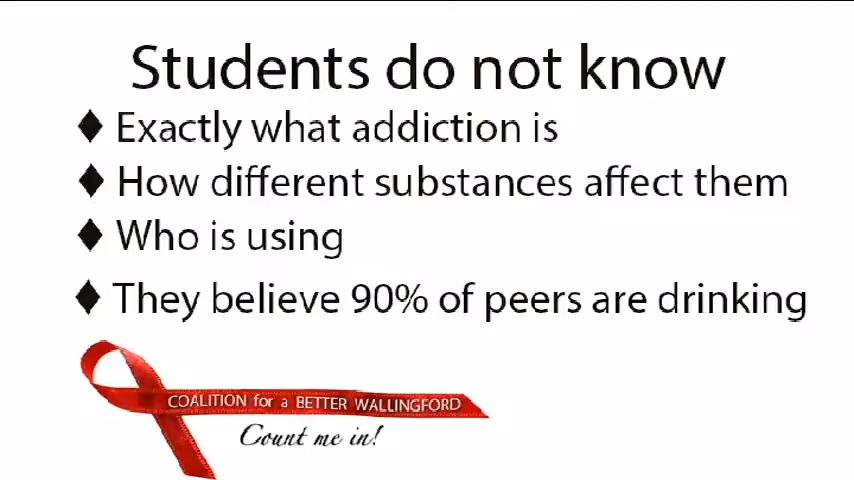 Students do not know
♦ Exactly what addiction is
♦ How different substances affect them
♦ Who is using
♦ They believe 90% of peers are drinking
COALITION for a BETTER WALLINGFORD
Count me in!